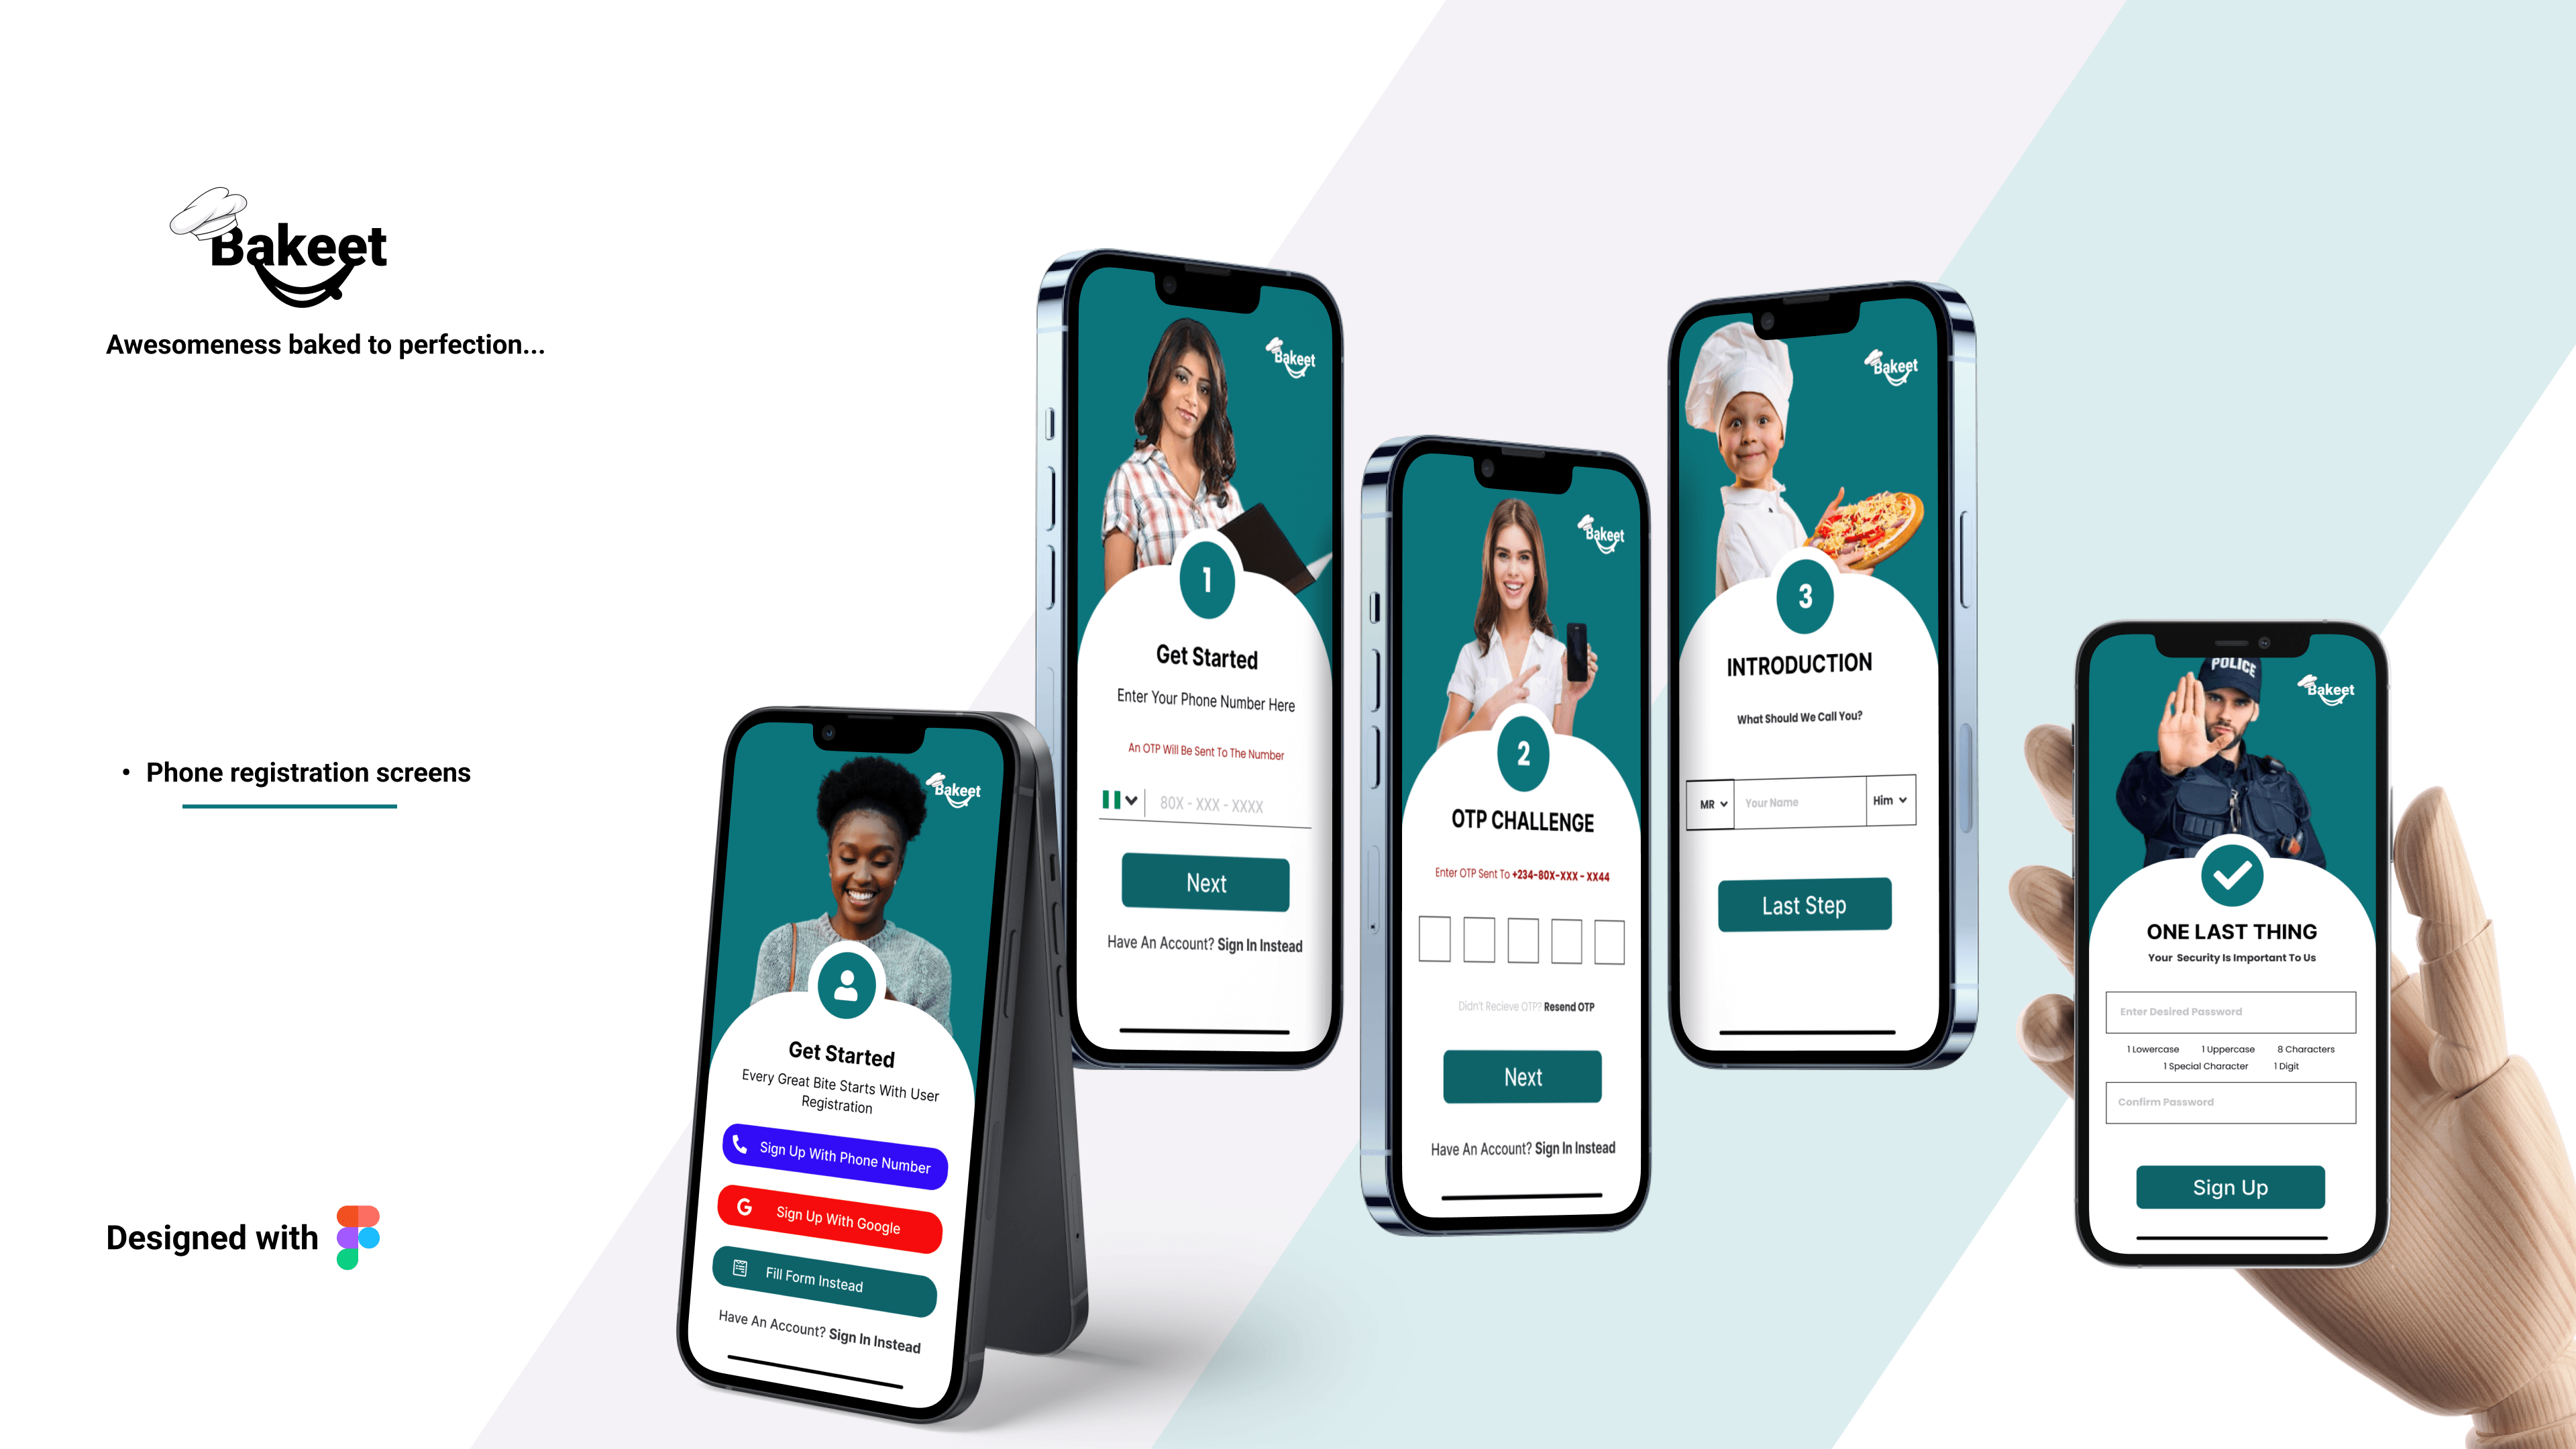 Bakeet
Awesomeness baked to perfection...
• Phone registration screens
Designed with
Bakeet
Get Started
Every Great Bite Starts With User
Registration
Sign Up With Phone Number
G Sign Up With Google
Fill Form Instead
Have An Account? Sign In Instead
Bakeet
1
Get Started
Enter Your Phone Number Here
An OTP Will Be Sent To The Number
80X - XXX - XXXX
Next
Have An Account? Sign In Instead
Bakeet
2
OTP CHALLENGE
Enter OTP Sent To +234-80X-XXX - XX44
Didn't Recieve OTP? Resend OTP
Next
Have An Account? Sign In Instead
Bakeet
3
INTRODUCTION
What Should We Call You?
MR Your Name Him
Last Step
POLICE
Bakeet
ONE LAST THING
Your Security Is Important To Us
Enter Desired Password
1 Lowercase 1 Uppercase 8 Characters
1 Special Character 1 Digit
Confirm Password
Sign Up